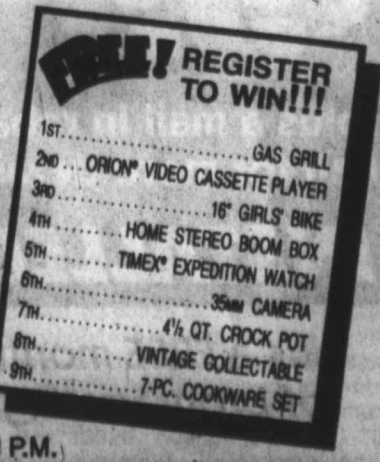 FREE! REGISTER
TO WIN!!!
1ST..................GAS GRILL
2ND...ORION® VIDEO CASSETTE PLAYER
3RD..................16" GIRLS' BIKE
4TH.........HOME STEREO BOOM BOX
5TH.........TIMEX® EXPEDITION WATCH
6TH......................35MM CAMERA
7TH..............4½ QT. CROCK POT
8TH............VINTAGE COLLECTABLE
9TH............7-PC. COOKWARE SET
P.M.